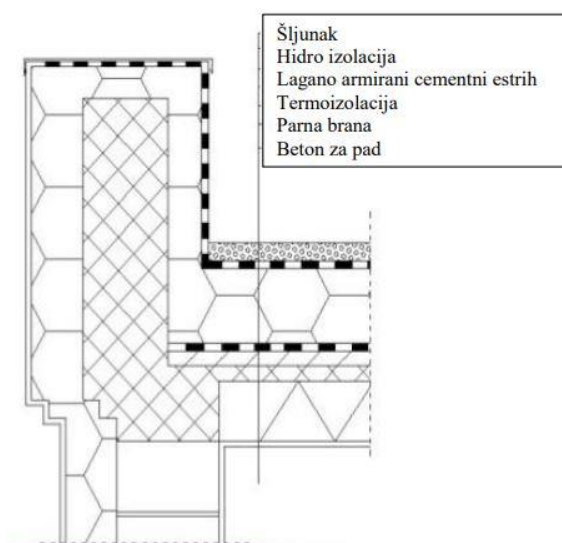 Šljunak
Hidro izolacija
Lagano armirani cementni estrih
Termoizolacija
Parna brana
Beton za pad